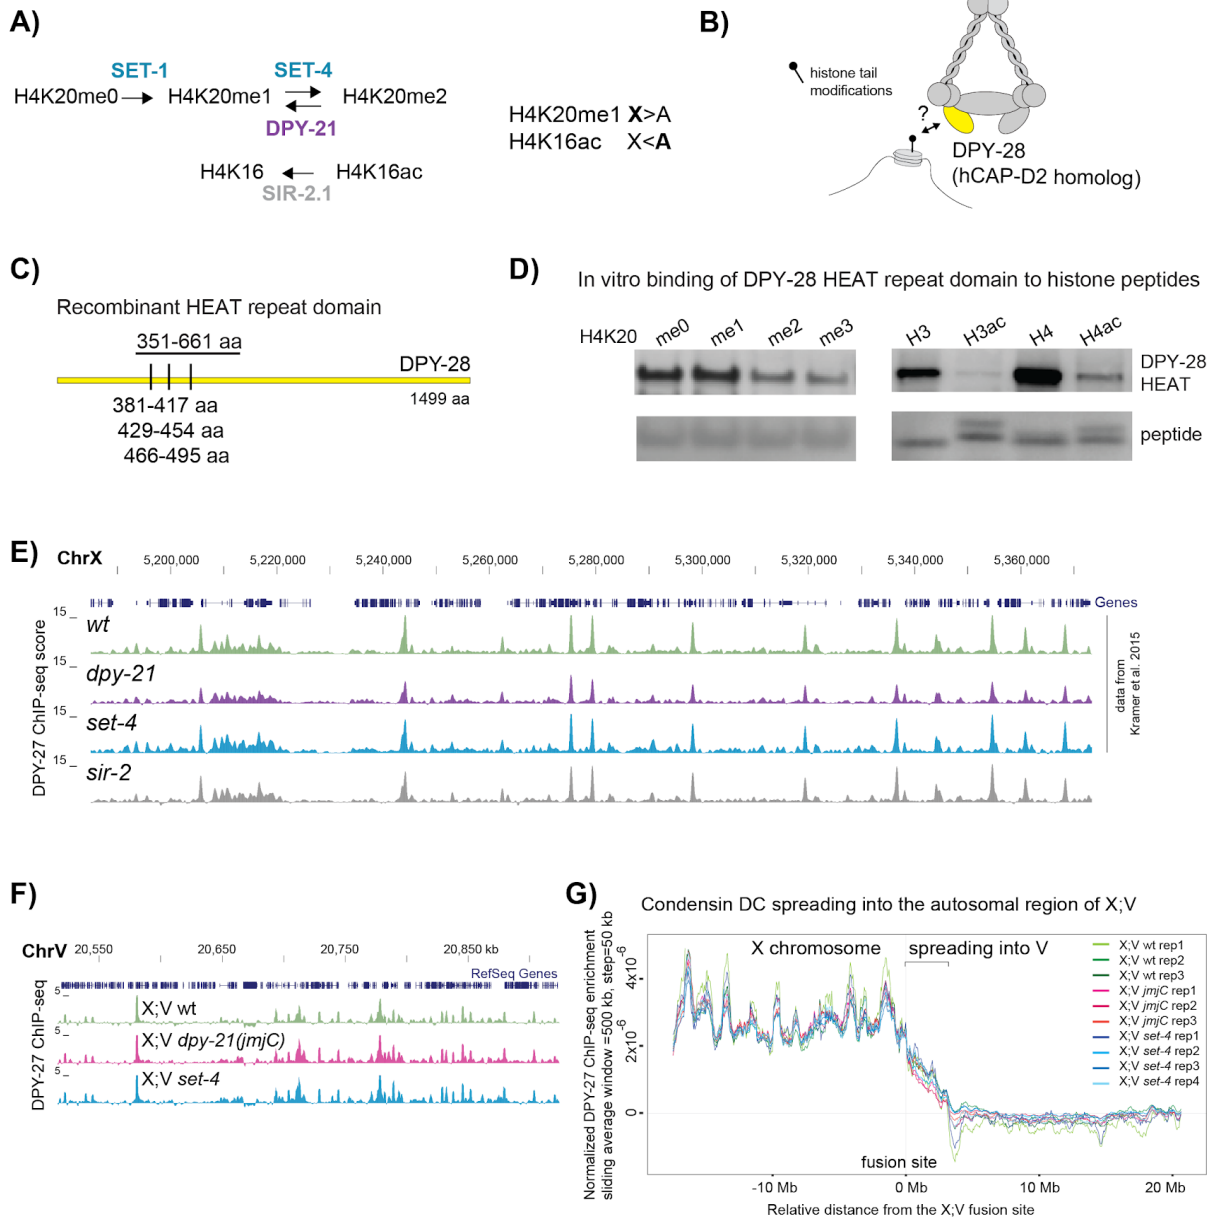 A)
SET-1
SET-4
H4K20me0
H4K20me1
H4K20me2
DPY-21
H4K16
H4K16ac
SIR-2.1
H4K20me1 X>A
H4K16ac X<A
B)
histone tail
modifications
?
DPY-28
(hCAP-D2 homolog)
C)
Recombinant HEAT repeat domain
351-661 aa
DPY-28
1499 aa
381-417 aa
429-454 aa
466-495 aa
D)
In vitro binding of DPY-28 HEAT repeat domain to histone peptides
H4K20 me0 me1 me2 me3
H3 H3ac H4 H4ac
DPY-28
HEAT
peptide
E)
ChrX
5,200,000 5,220,000 5,240,000 5,260,000 5,280,000 5,300,000 5,320,000 5,340,000 5,360,000
Genes
DPY-27 ChIP-seq score
15
wt
15
dpy-21
15
set-4
15
sir-2
data from
Kramer et al. 2015
F)
ChrV
20,550 20,650 20,750 20,850 kb
RefSeq Genes
DPY-27 ChIP-seq
5
X;V wt
5
X;V dpy-21(jmjC)
5
X;V set-4
G)
Condensin DC spreading into the autosomal region of X;V
Normalized DPY-27 ChIP-seq enrichment
sliding average window =500 kb, step=50 kb
4x10-6
2x10-6
0
-2x10-6
X chromosome
spreading into V
X;V wt rep1
X;V wt rep2
X;V wt rep3
X;V jmjC rep1
X;V jmjC rep2
X;V jmjC rep3
X;V set-4 rep1
X;V set-4 rep2
X;V set-4 rep3
X;V set-4 rep4
fusion site
-10 Mb 0 Mb 10 Mb 20 Mb
Relative distance from the X;V fusion site